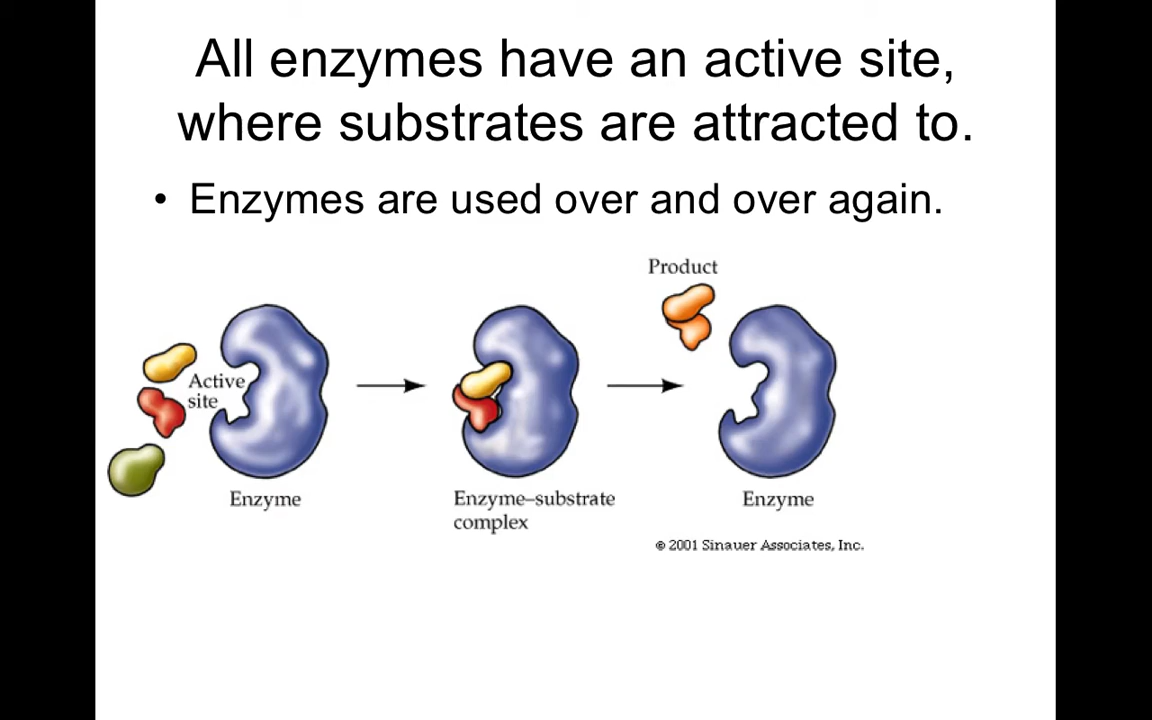 All enzymes have an active site,
where substrates are attracted to.
• Enzymes are used over and over again.
Product
Active
site
Enzyme
Enzyme–substrate
complex
Enzyme
© 2001 Sinauer Associates, Inc.